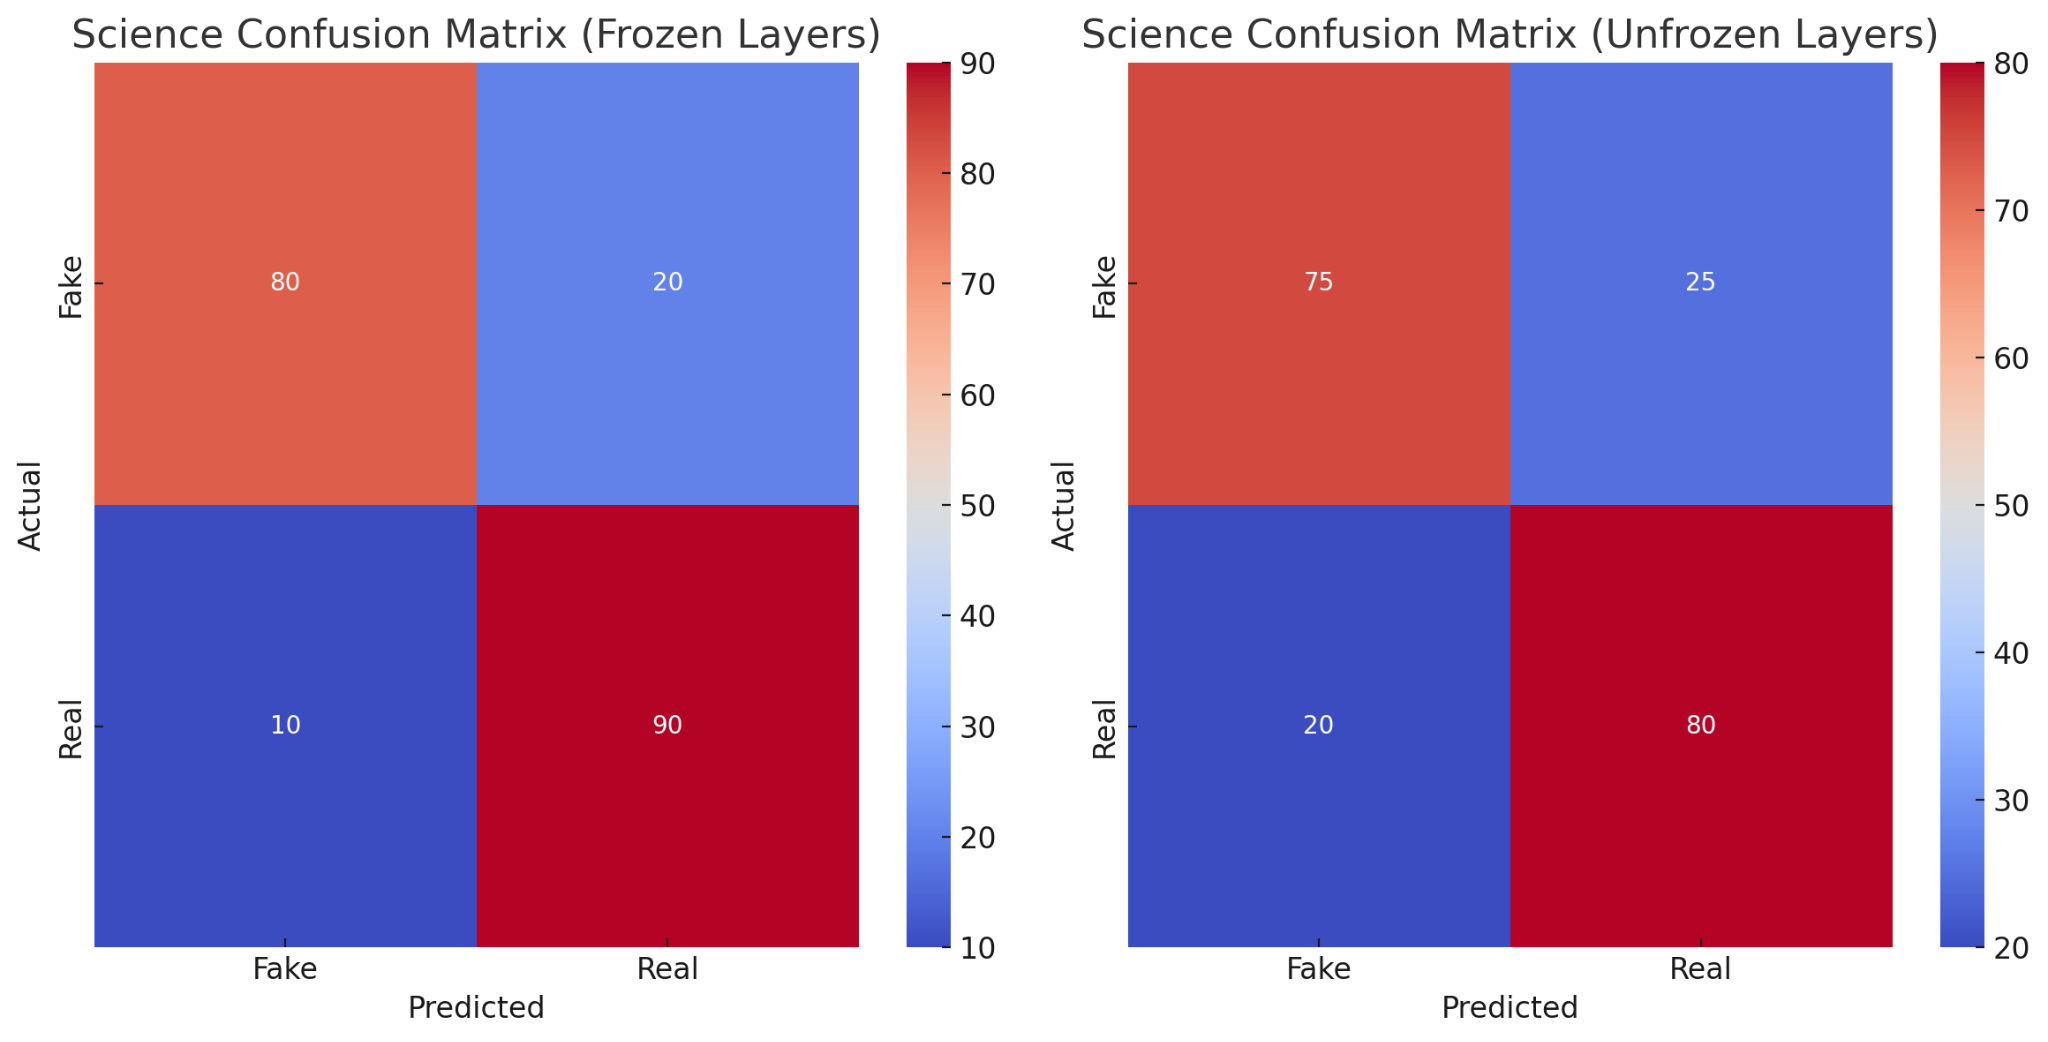 Science Confusion Matrix (Frozen Layers)
80
20
10
90
Fake
Real
Actual
Fake
Real
Predicted
90
80
70
60
50
40
30
20
10
Science Confusion Matrix (Unfrozen Layers)
75
25
20
80
Fake
Real
Actual
Fake
Real
Predicted
80
70
60
50
40
30
20